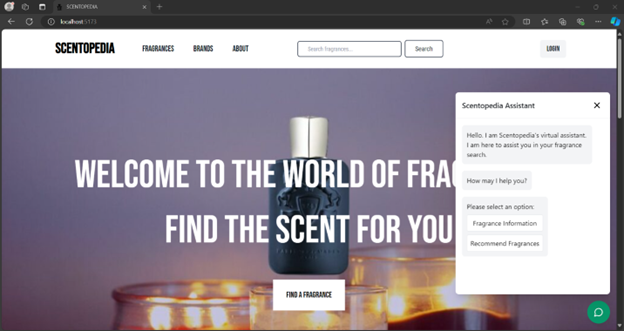 SCENTOPEDIA
localhost:5173
SCENTOPEDIA
FRAGRANCES
BRANDS
ABOUT
Search fragrances...
Search
LOGIN
WELCOME TO THE WORLD OF FRAG
FIND THE SCENT FOR YOU
FIND A FRAGRANCE
Scentopedia Assistant
Hello. I am Scentopedia's virtual assistant.
I am here to assist you in your fragrance
search.
How may I help you?
Please select an option:
Fragrance Information
Recommend Fragrances